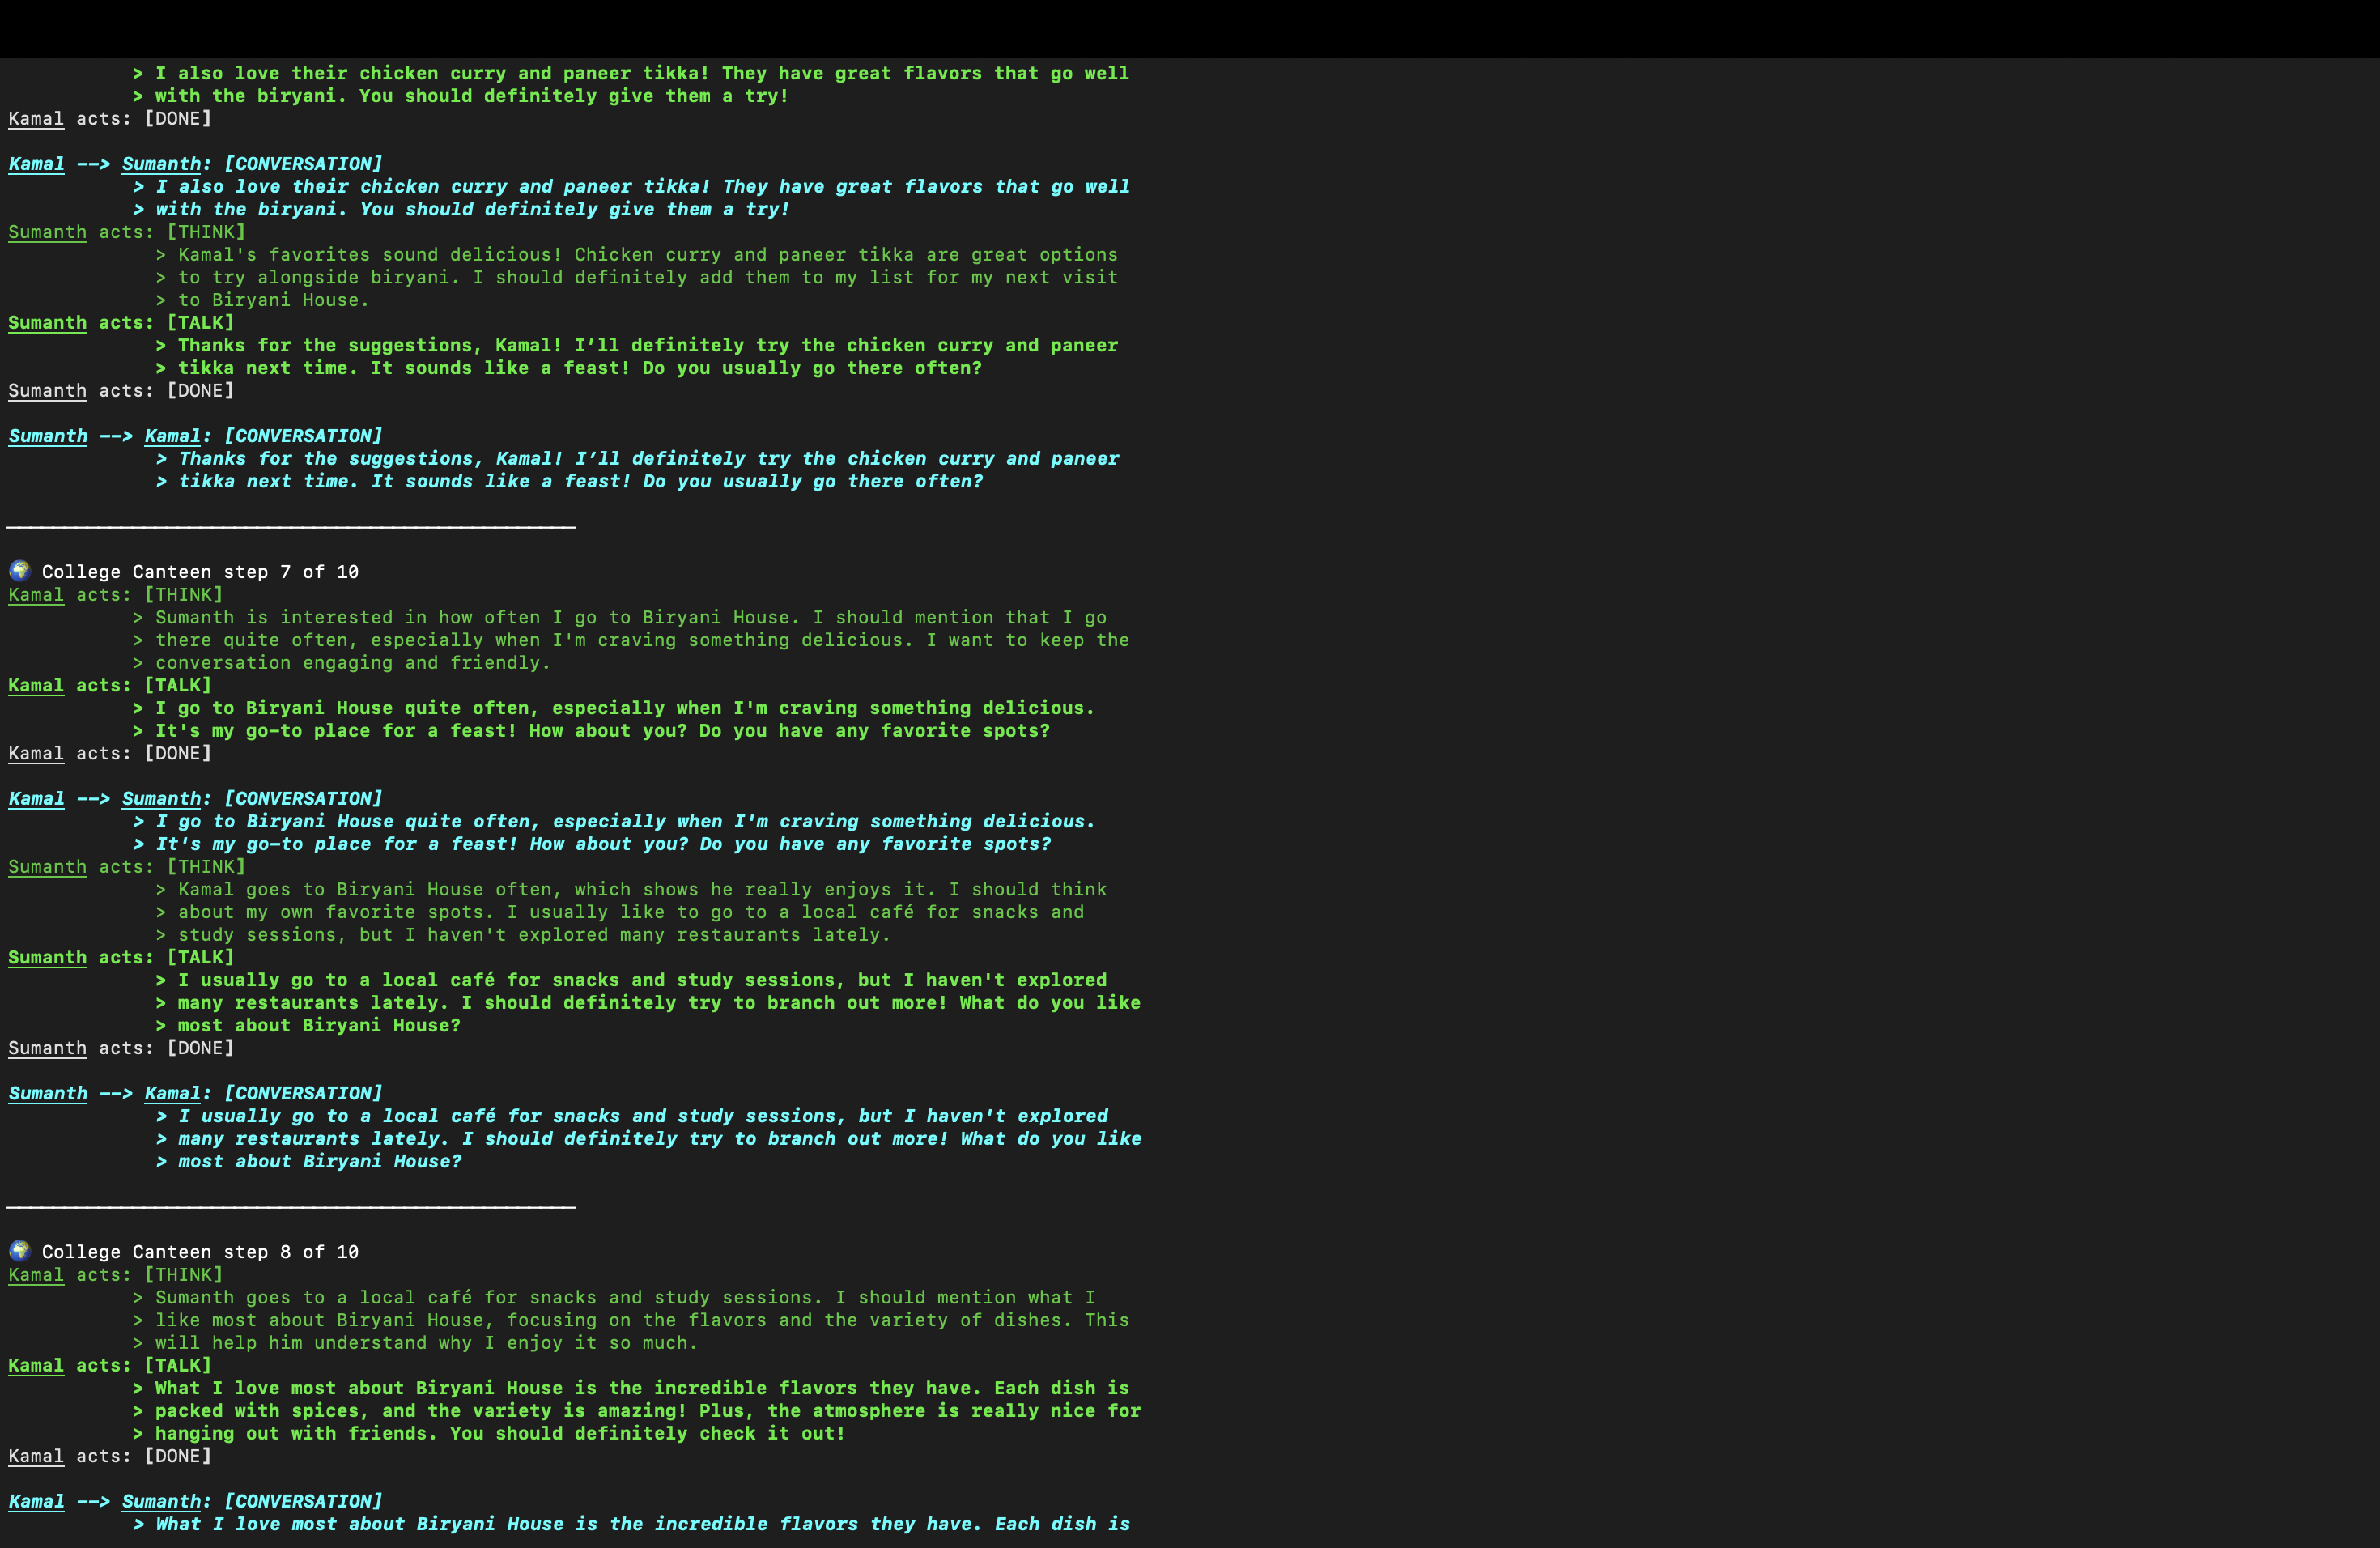 > I also love their chicken curry and paneer tikka! They have great flavors that go well
> with the biryani. You should definitely give them a try!
Kamal acts: [DONE]
Kamal --> Sumanth: [CONVERSATION]
> I also love their chicken curry and paneer tikka! They have great flavors that go well
> with the biryani. You should definitely give them a try!
Sumanth acts: [THINK]
> Kamal's favorites sound delicious! Chicken curry and paneer tikka are great options
> to try alongside biryani. I should definitely add them to my list for my next visit
> to Biryani House.
Sumanth acts: [TALK]
> Thanks for the suggestions, Kamal! I’ll definitely try the chicken curry and paneer
> tikka next time. It sounds like a feast! Do you usually go there often?
Sumanth acts: [DONE]
Sumanth --> Kamal: [CONVERSATION]
> Thanks for the suggestions, Kamal! I’ll definitely try the chicken curry and paneer
> tikka next time. It sounds like a feast! Do you usually go there often?
College Canteen step 7 of 10
Kamal acts: [THINK]
> Sumanth is interested in how often I go to Biryani House. I should mention that I go
> there quite often, especially when I'm craving something delicious. I want to keep the
> conversation engaging and friendly.
Kamal acts: [TALK]
> I go to Biryani House quite often, especially when I'm craving something delicious.
> It's my go-to place for a feast! How about you? Do you have any favorite spots?
Kamal acts: [DONE]
Kamal --> Sumanth: [CONVERSATION]
> I go to Biryani House quite often, especially when I'm craving something delicious.
> It's my go-to place for a feast! How about you? Do you have any favorite spots?
Sumanth acts: [THINK]
> Kamal goes to Biryani House often, which shows he really enjoys it. I should think
> about my own favorite spots. I usually like to go to a local café for snacks and
> study sessions, but I haven't explored many restaurants lately.
Sumanth acts: [TALK]
> I usually go to a local café for snacks and study sessions, but I haven't explored
> many restaurants lately. I should definitely try to branch out more! What do you like
> most about Biryani House?
Sumanth acts: [DONE]
Sumanth --> Kamal: [CONVERSATION]
> I usually go to a local café for snacks and study sessions, but I haven't explored
> many restaurants lately. I should definitely try to branch out more! What do you like
> most about Biryani House?
College Canteen step 8 of 10
Kamal acts: [THINK]
> Sumanth goes to a local café for snacks and study sessions. I should mention what I
> like most about Biryani House, focusing on the flavors and the variety of dishes. This
> will help him understand why I enjoy it so much.
Kamal acts: [TALK]
> What I love most about Biryani House is the incredible flavors they have. Each dish is
> packed with spices, and the variety is amazing! Plus, the atmosphere is really nice for
> hanging out with friends. You should definitely check it out!
Kamal acts: [DONE]
Kamal --> Sumanth: [CONVERSATION]
> What I love most about Biryani House is the incredible flavors they have. Each dish is